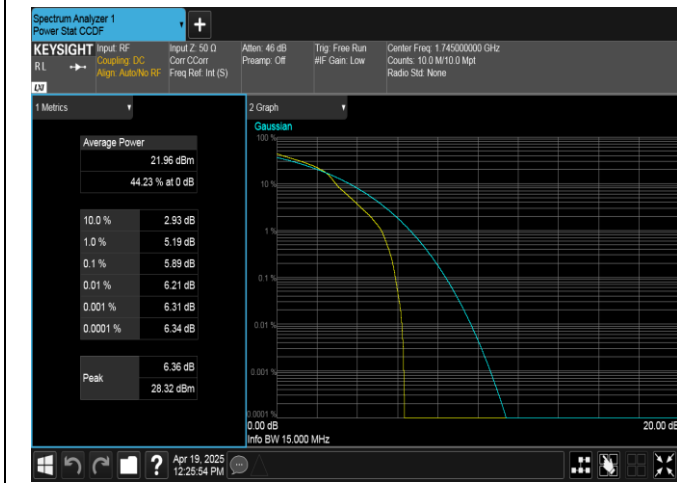 Spectrum Analyzer 1
Power Stat CCDF
KEYSIGHT
RL
LXI
Input: RF
Coupling: DC
Align: Auto/No RF
Input Z: 50 Ω
Corr CCorr
Freq Ref: Int (S)
Atten: 46 dB
Preamp: Off
Trig: Free Run
#IF Gain: Low
Center Freq: 1.745000000 GHz
Counts: 10.0 M/10.0 Mpt
Radio Std: None
1 Metrics
Average Power
21.96 dBm
44.23 % at 0 dB
10.0 % 2.93 dB
1.0 % 5.19 dB
0.1 % 5.89 dB
0.01 % 6.21 dB
0.001 % 6.31 dB
0.0001 % 6.34 dB
Peak
6.36 dB
28.32 dBm
2 Graph
Gaussian
100 %
10 %
1 %
0.1 %
0.01 %
0.001 %
0.0001 %
0.00 dB 20.00 dB
Info BW 15.000 MHz
?
Apr 19, 2025
12:25:54 PM